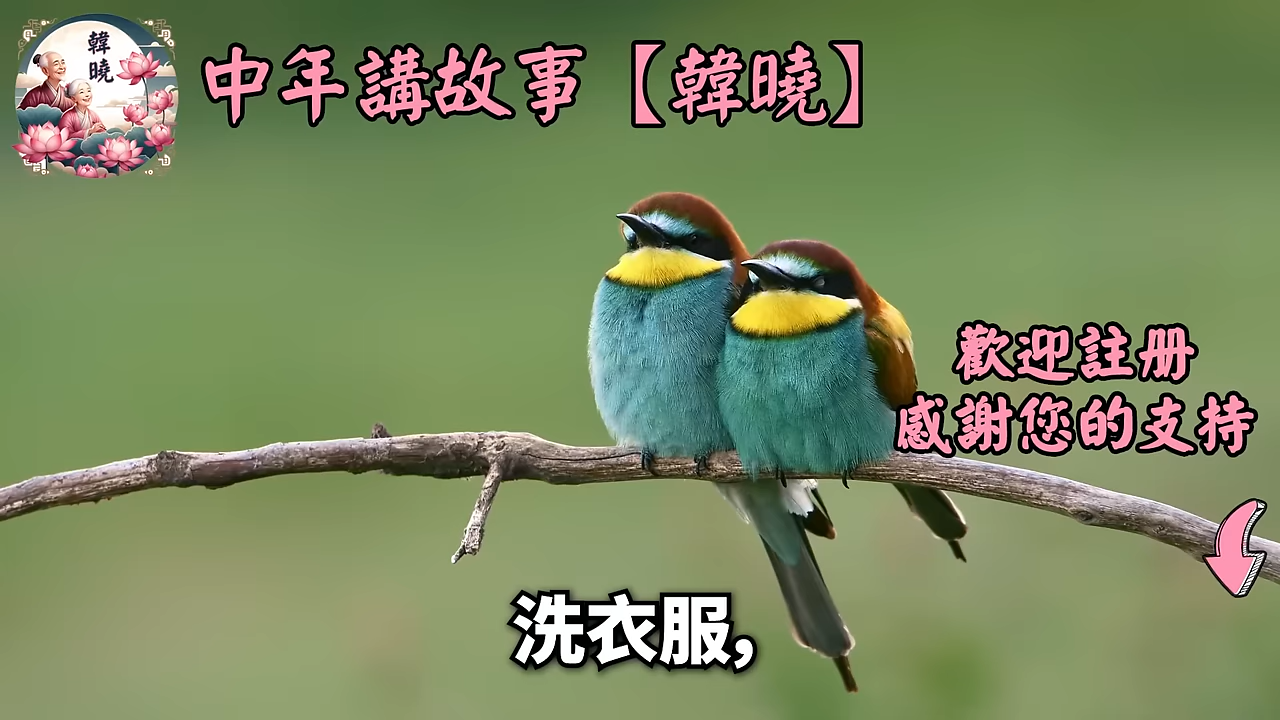 韓曉
中年講故事【韓曉】
歡迎註册
感謝您的支持
洗衣服,